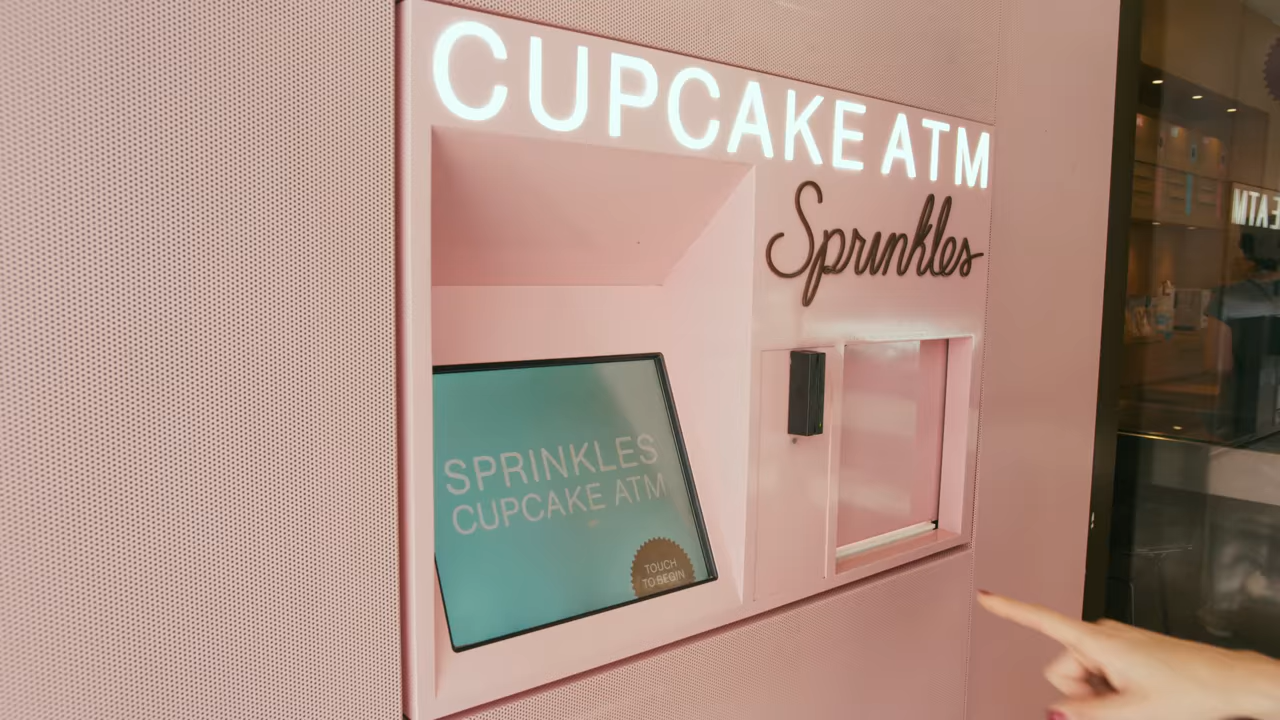 CUPCAKE ATM
Sprinkles
SPRINKLES
CUPCAKE ATM
TOUCH
TO BEGIN